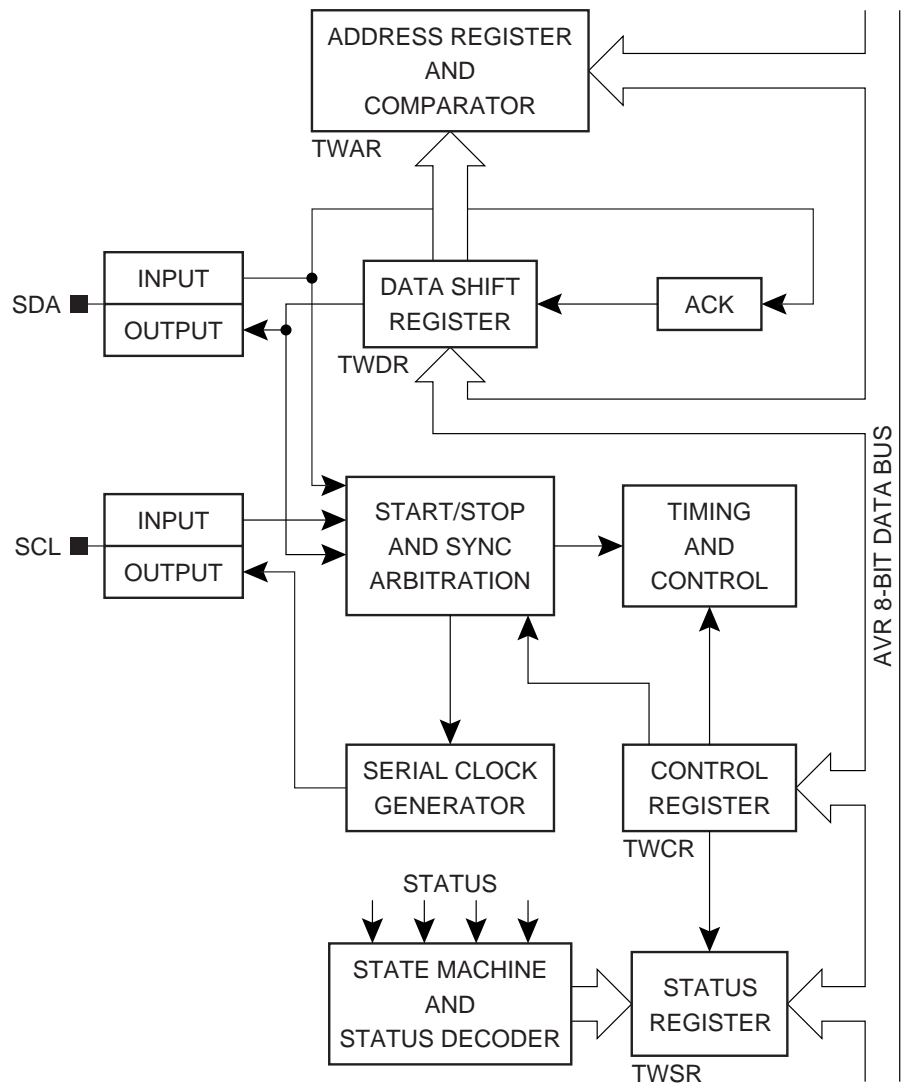 ADDRESS REGISTER
AND
COMPARATOR
TWAR
SDA
INPUT
OUTPUT
DATA SHIFT
REGISTER
TWDR
ACK
SCL
INPUT
OUTPUT
START/STOP
AND SYNC
ARBITRATION
TIMING
AND
CONTROL
AVR 8-BIT DATA BUS
SERIAL CLOCK
GENERATOR
CONTROL
REGISTER
TWCR
STATUS
STATE MACHINE
AND
STATUS DECODER
STATUS
REGISTER
TWSR